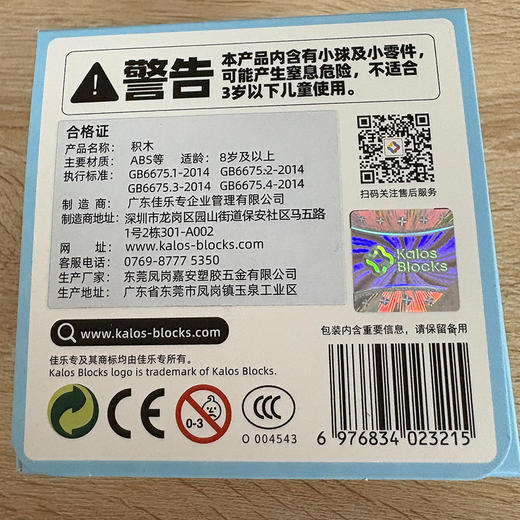 警告
本产品内含有小球及小零件，
可能产生窒息危险，不适合
3岁以下儿童使用。
合格证
产品名称： 积木
主要材质： ABS等 适龄： 8岁及以上
执行标准： GB6675.1-2014 GB6675.2-2014
GB6675.3-2014 GB6675.4-2014
制造商： 广东佳乐专企业管理有限公司
制造商地址： 深圳市龙岗区园山街道保安社区马五路
1号2栋301-A002
网 址： www.kalos-blocks.com
客服电话： 0769-8777 5350
生产厂家： 东莞凤岗嘉安塑胶五金有限公司
生产地址： 广东省东莞市凤岗镇玉泉工业区
扫码关注售后服务
Kalos
Blocks
www.kalos-blocks.com
包装内含重要信息，请保留备用
佳乐专及其商标均由佳乐专所有。
Kalos Blocks logo is trademark of Kalos Blocks.
CE
0-3
CCC
O 004543
6 976834 023215